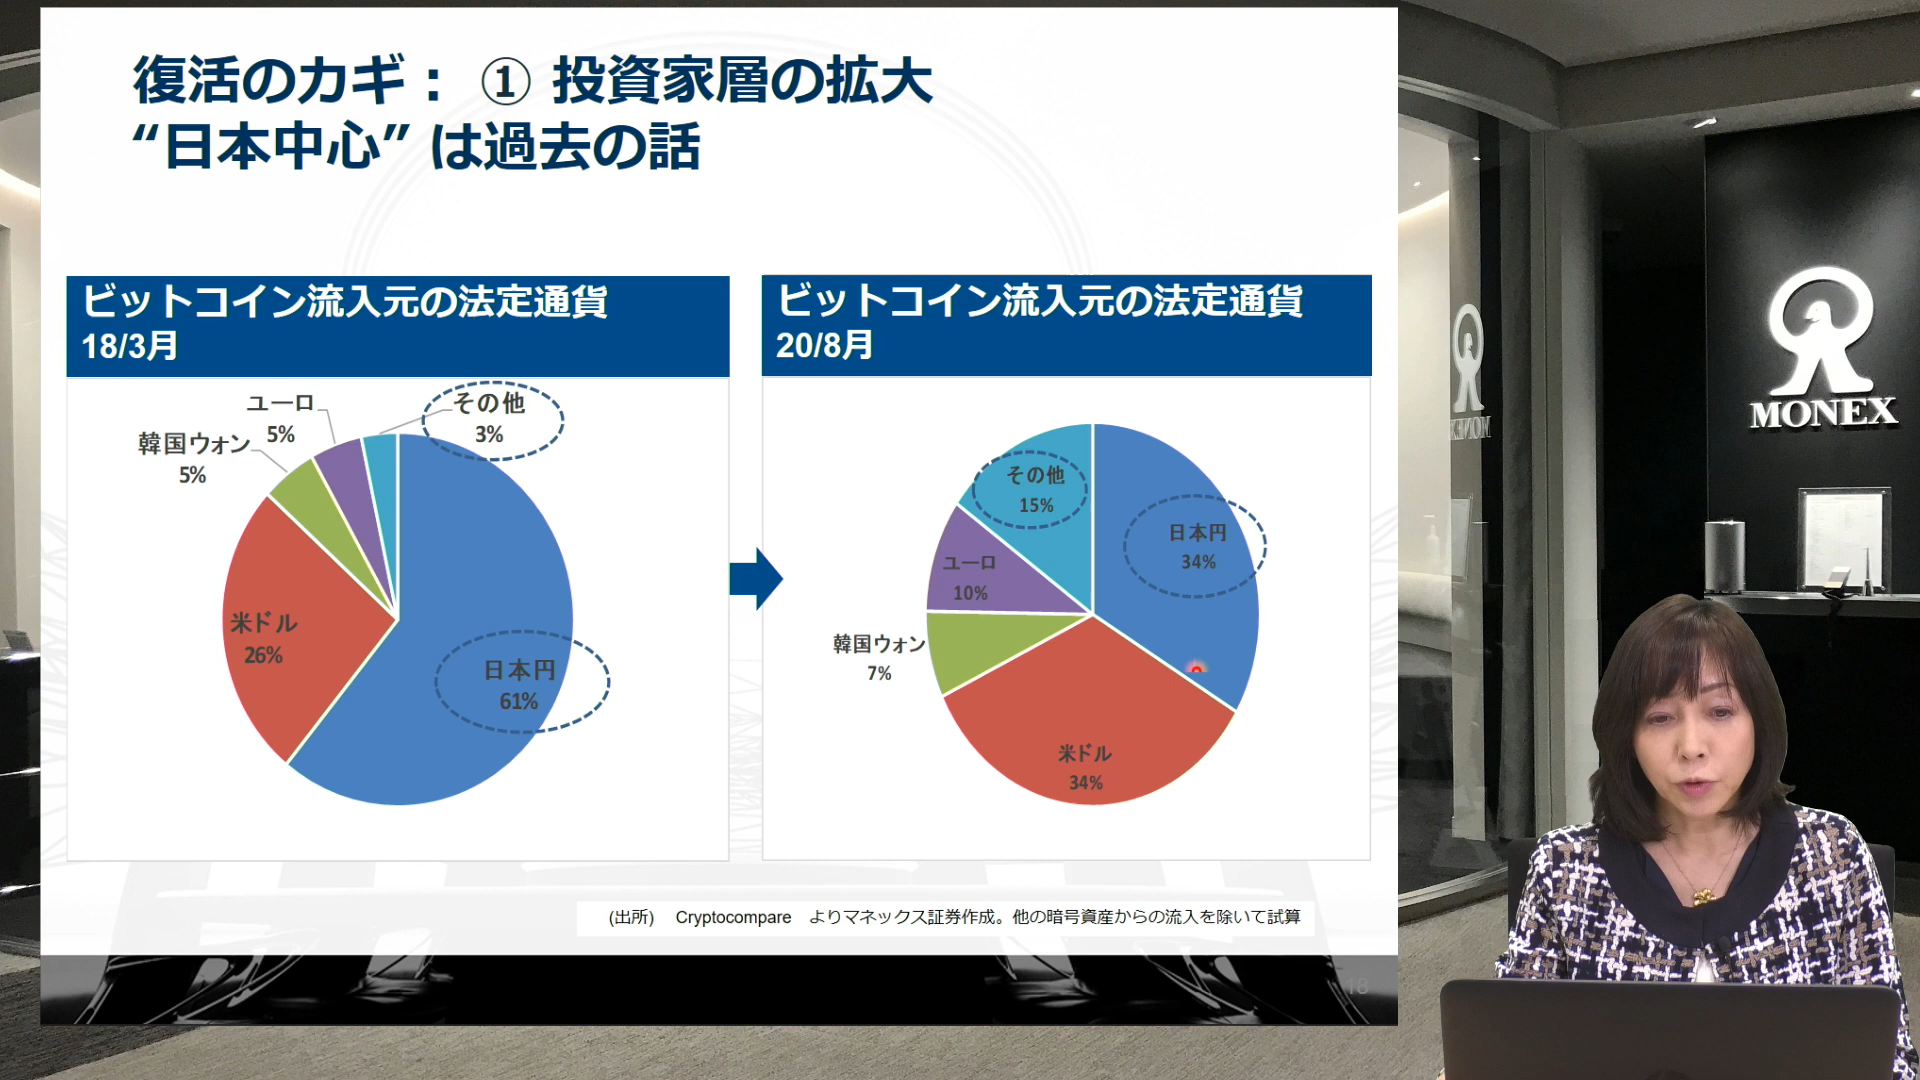 復活のカギ： ① 投資家層の拡大
“日本中心” は過去の話
ビットコイン流入元の法定通貨
18/3月
その他
3%
ユーロ
5%
韓国ウォン
5%
米ドル
26%
日本円
61%
ビットコイン流入元の法定通貨
20/8月
その他
15%
日本円
34%
ユーロ
10%
韓国ウォン
7%
米ドル
34%
(出所) Cryptocompare よりマネックス証券作成。他の暗号資産からの流入を除いて試算
18
MONEX
MONEX